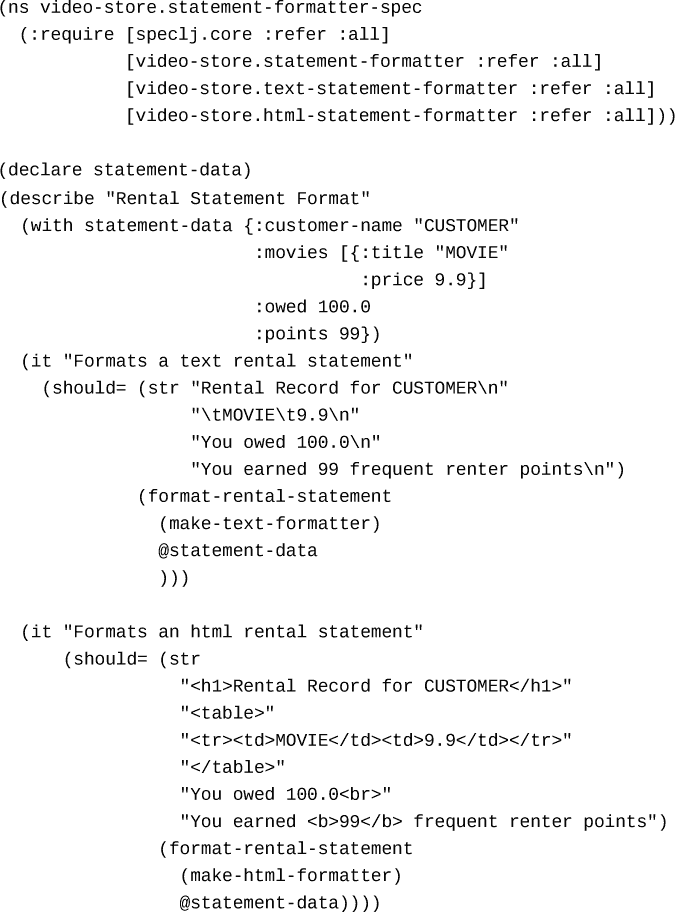 (ns video-store.statement-formatter-spec
  (:require [speclj.core :refer :all]
            [video-store.statement-formatter :refer :all]
            [video-store.text-statement-formatter :refer :all]
            [video-store.html-statement-formatter :refer :all]))

(declare statement-data)
(describe "Rental Statement Format"
  (with statement-data {:customer-name "CUSTOMER"
                        :movies [{:title "MOVIE"
                                  :price 9.9}]
                        :owed 100.0
                        :points 99})
  (it "Formats a text rental statement"
    (should= (str "Rental Record for CUSTOMER\n"
                  "\tMOVIE\t9.9\n"
                  "You owed 100.0\n"
                  "You earned 99 frequent renter points\n")
             (format-rental-statement
               (make-text-formatter)
               @statement-data
               )))

  (it "Formats an html rental statement"
      (should= (str
                 "<h1>Rental Record for CUSTOMER</h1>"
                 "<table>"
                 "<tr><td>MOVIE</td><td>9.9</td></tr>"
                 "</table>"
                 "You owed 100.0<br>"
                 "You earned <b>99</b> frequent renter points")
               (format-rental-statement
                 (make-html-formatter)
                 @statement-data))))